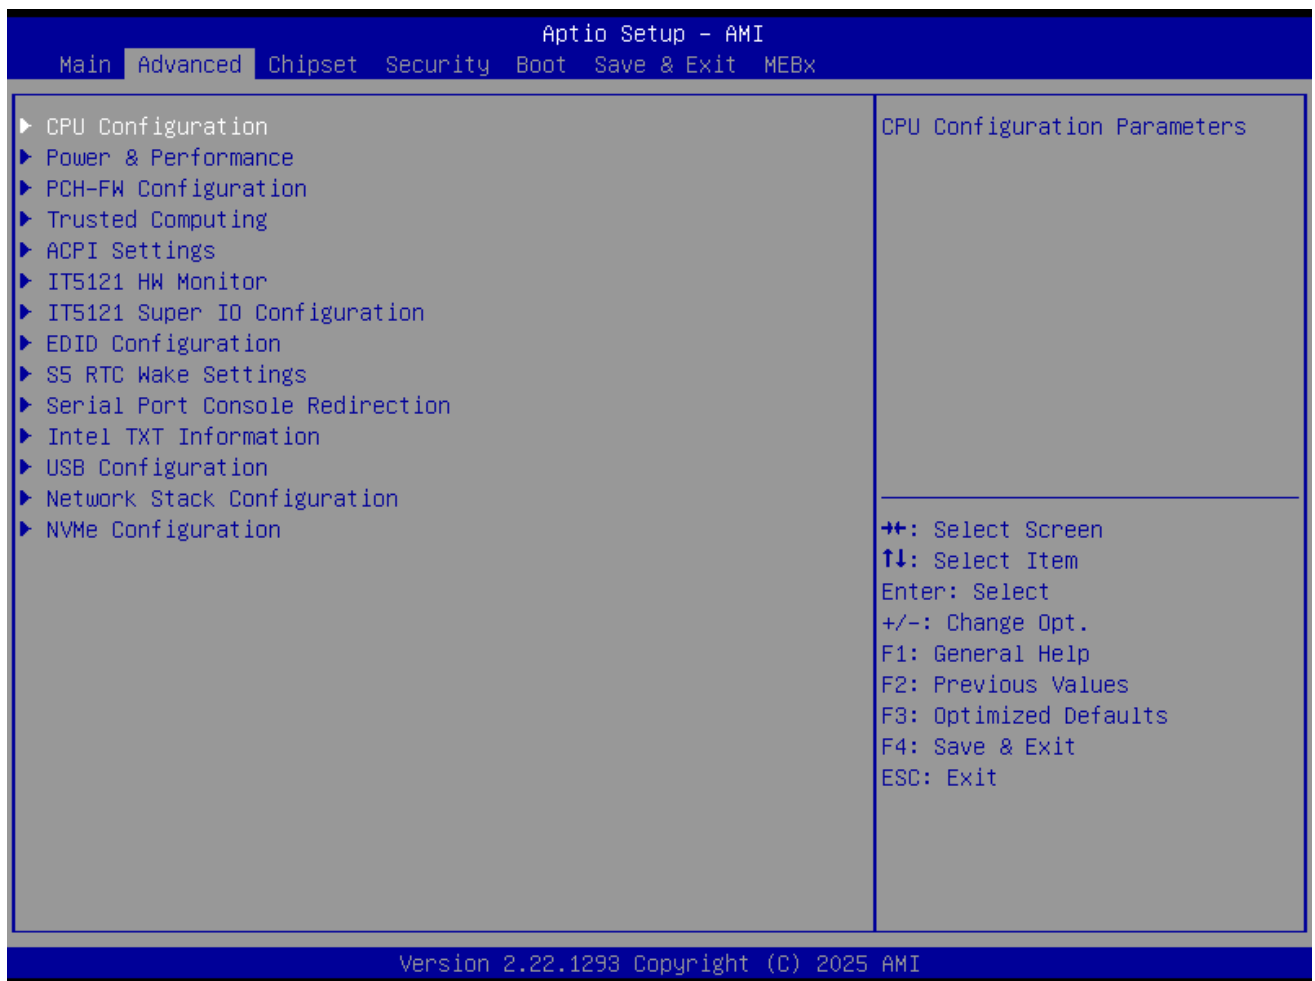 Aptio Setup - AMI
Main Advanced Chipset Security Boot Save & Exit MEBx
CPU Configuration
Power & Performance
PCH-FW Configuration
Trusted Computing
ACPI Settings
IT5121 HW Monitor
IT5121 Super IO Configuration
EDID Configuration
S5 RTC Wake Settings
Serial Port Console Redirection
Intel TXT Information
USB Configuration
Network Stack Configuration
NVMe Configuration
CPU Configuration Parameters
→←: Select Screen
↑↓: Select Item
Enter: Select
+/-: Change Opt.
F1: General Help
F2: Previous Values
F3: Optimized Defaults
F4: Save & Exit
ESC: Exit
Version 2.22.1293 Copyright (C) 2025 AMI